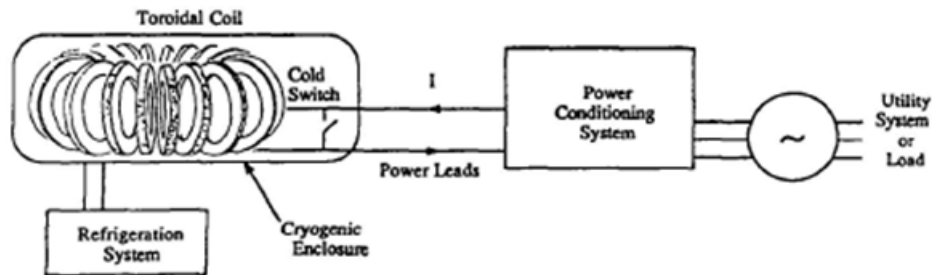 Toroidal Coil
Cold
Switch
I
Power
Conditioning
System
Utility
System
or
Load
~
Power Leads
Cryogenic
Enclosure
Refrigeration
System